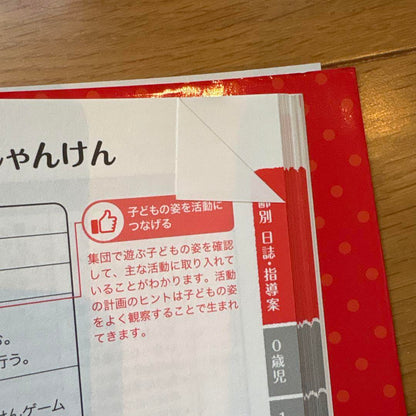 ゃんけん
子どもの姿を活動に
つなげる
集団で遊ぶ子どもの姿を確認
して、主な活動に取り入れて
いることがわかります。活動
の計画のヒントは子どもの姿
をよく観察することで生まれ
てきます。
齢別 日誌・指導案
0歳児
。
行う。
んゲーム